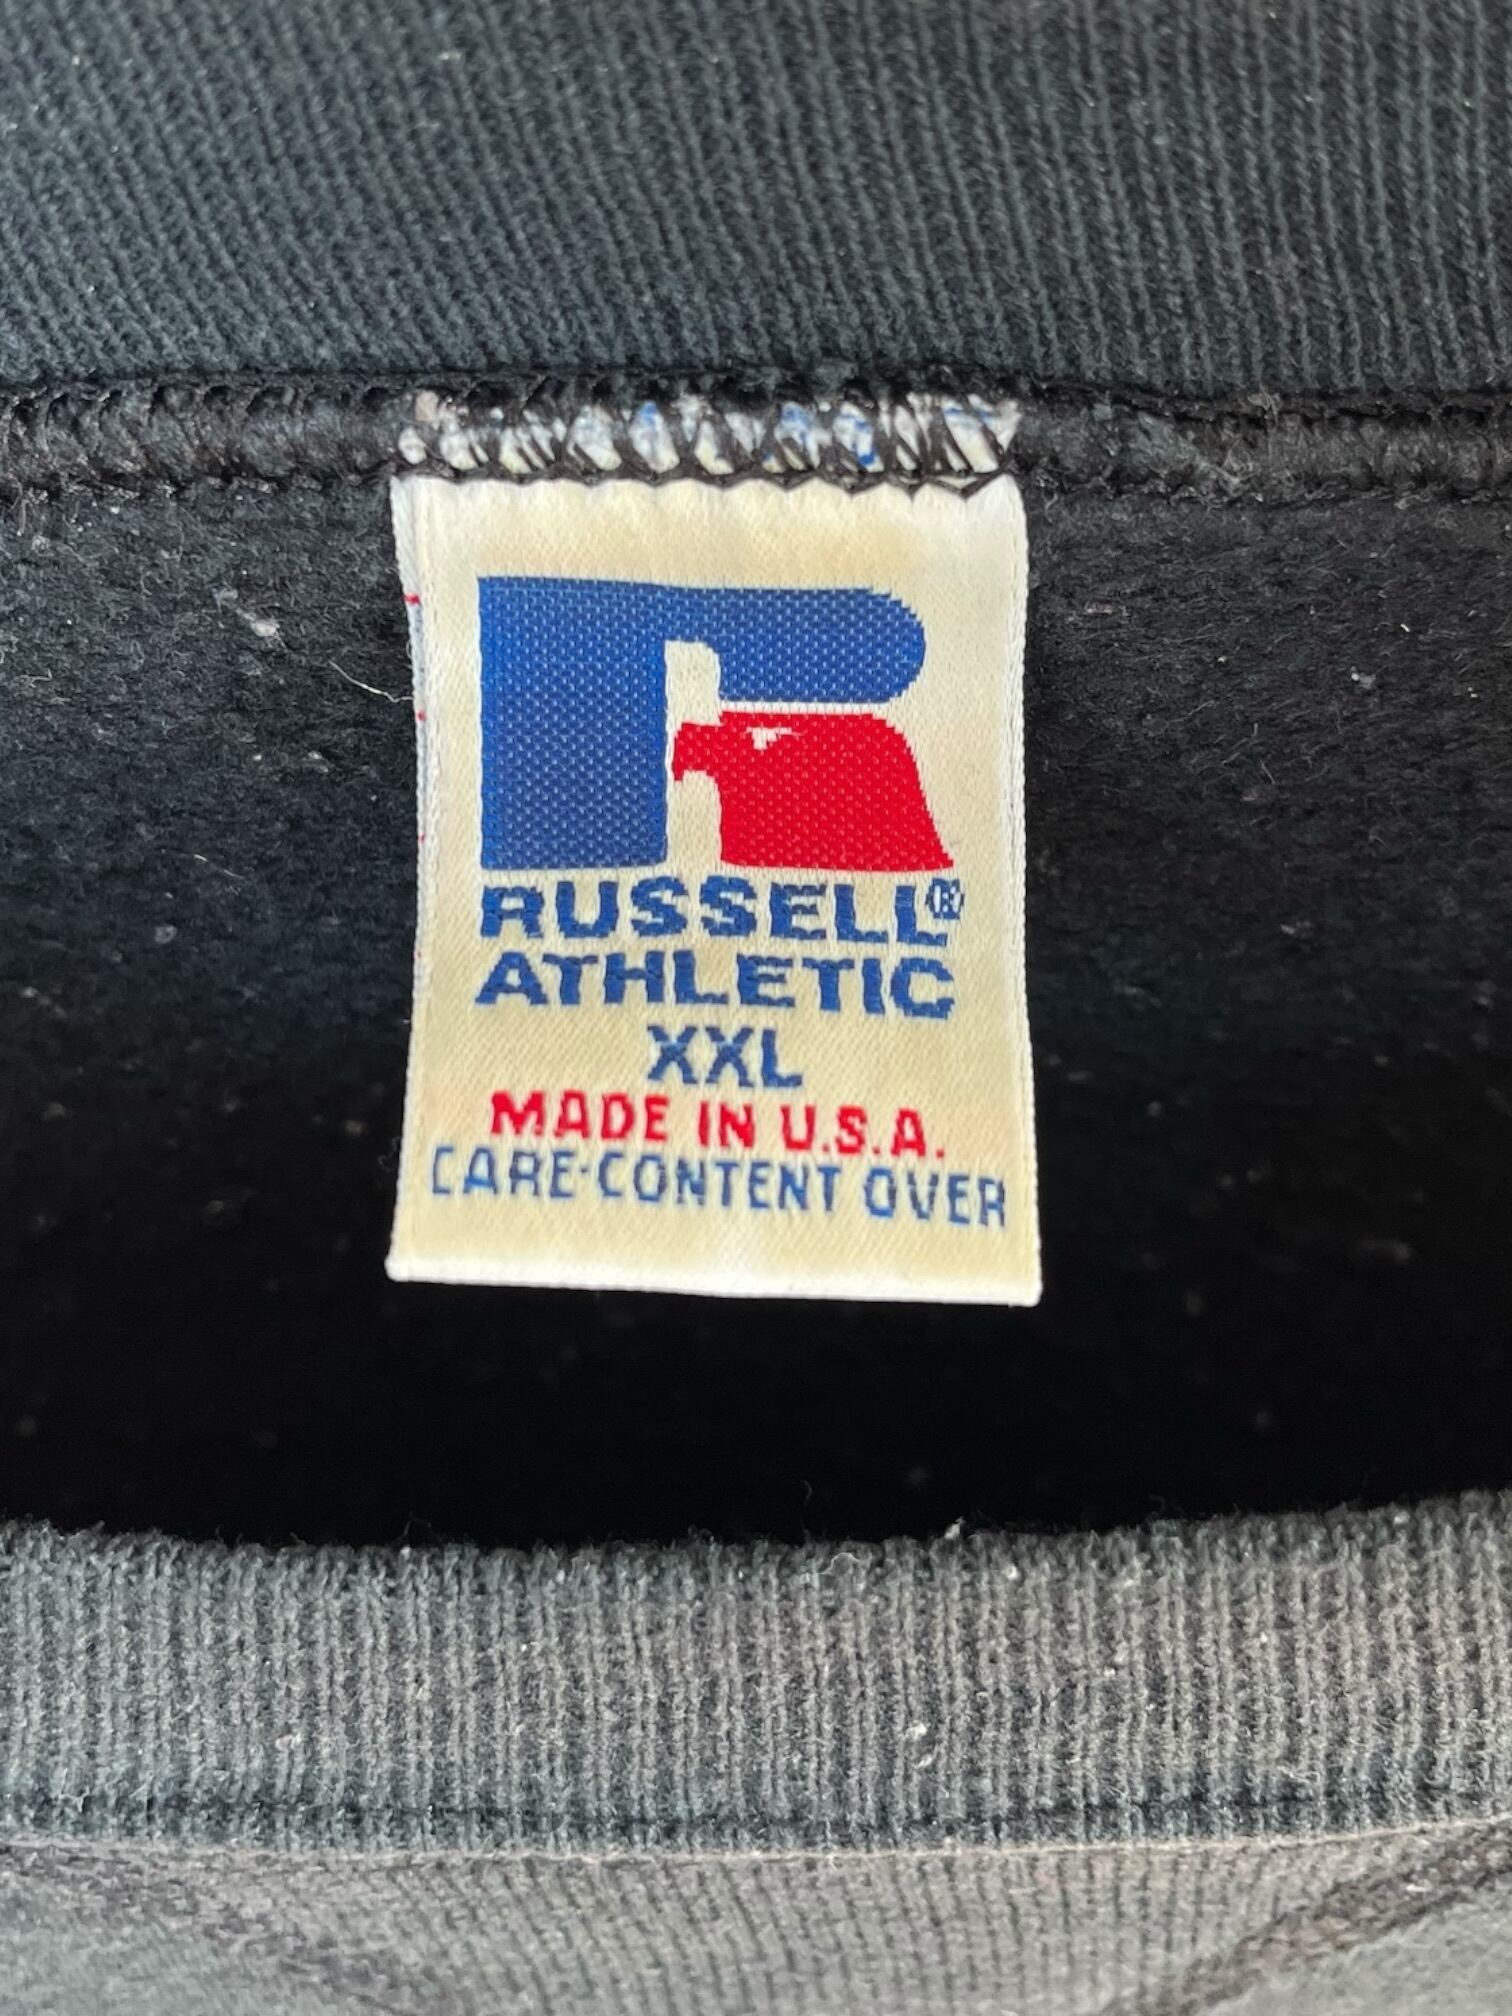 RUSSELL®
ATHLETIC
XXL
MADE IN U.S.A.
CARE-CONTENT OVER